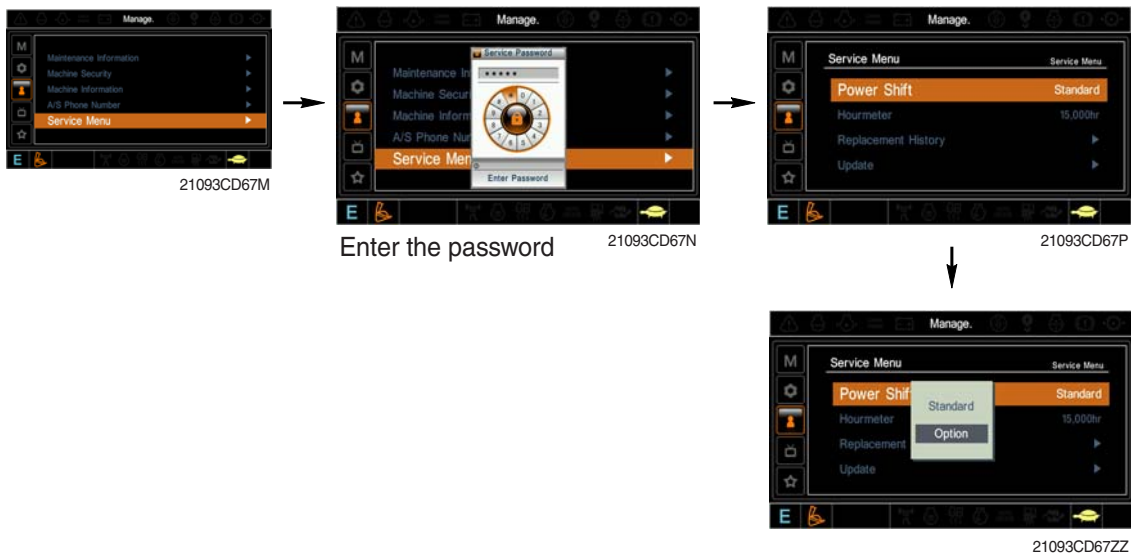 Manage.
M
Maintenance Information
Machine Security
Machine Information
A/S Phone Number
Service Menu
E
21093CD67M
Manage.
M
Service Password
*****
Maintenance In
Machine Secur
Machine Inform
A/S Phone Nu
Service Men
Enter Password
E
Enter the password
21093CD67N
Manage.
M
Service Menu
Service Menu
Power Shift
Standard
Hourmeter
15,000hr
Replacement History
Update
E
21093CD67P
Manage.
M
Service Menu
Service Menu
Power Shif
Standard
Standard
Option
Hourmeter
15,000hr
Replacement
Update
E
21093CD67ZZ